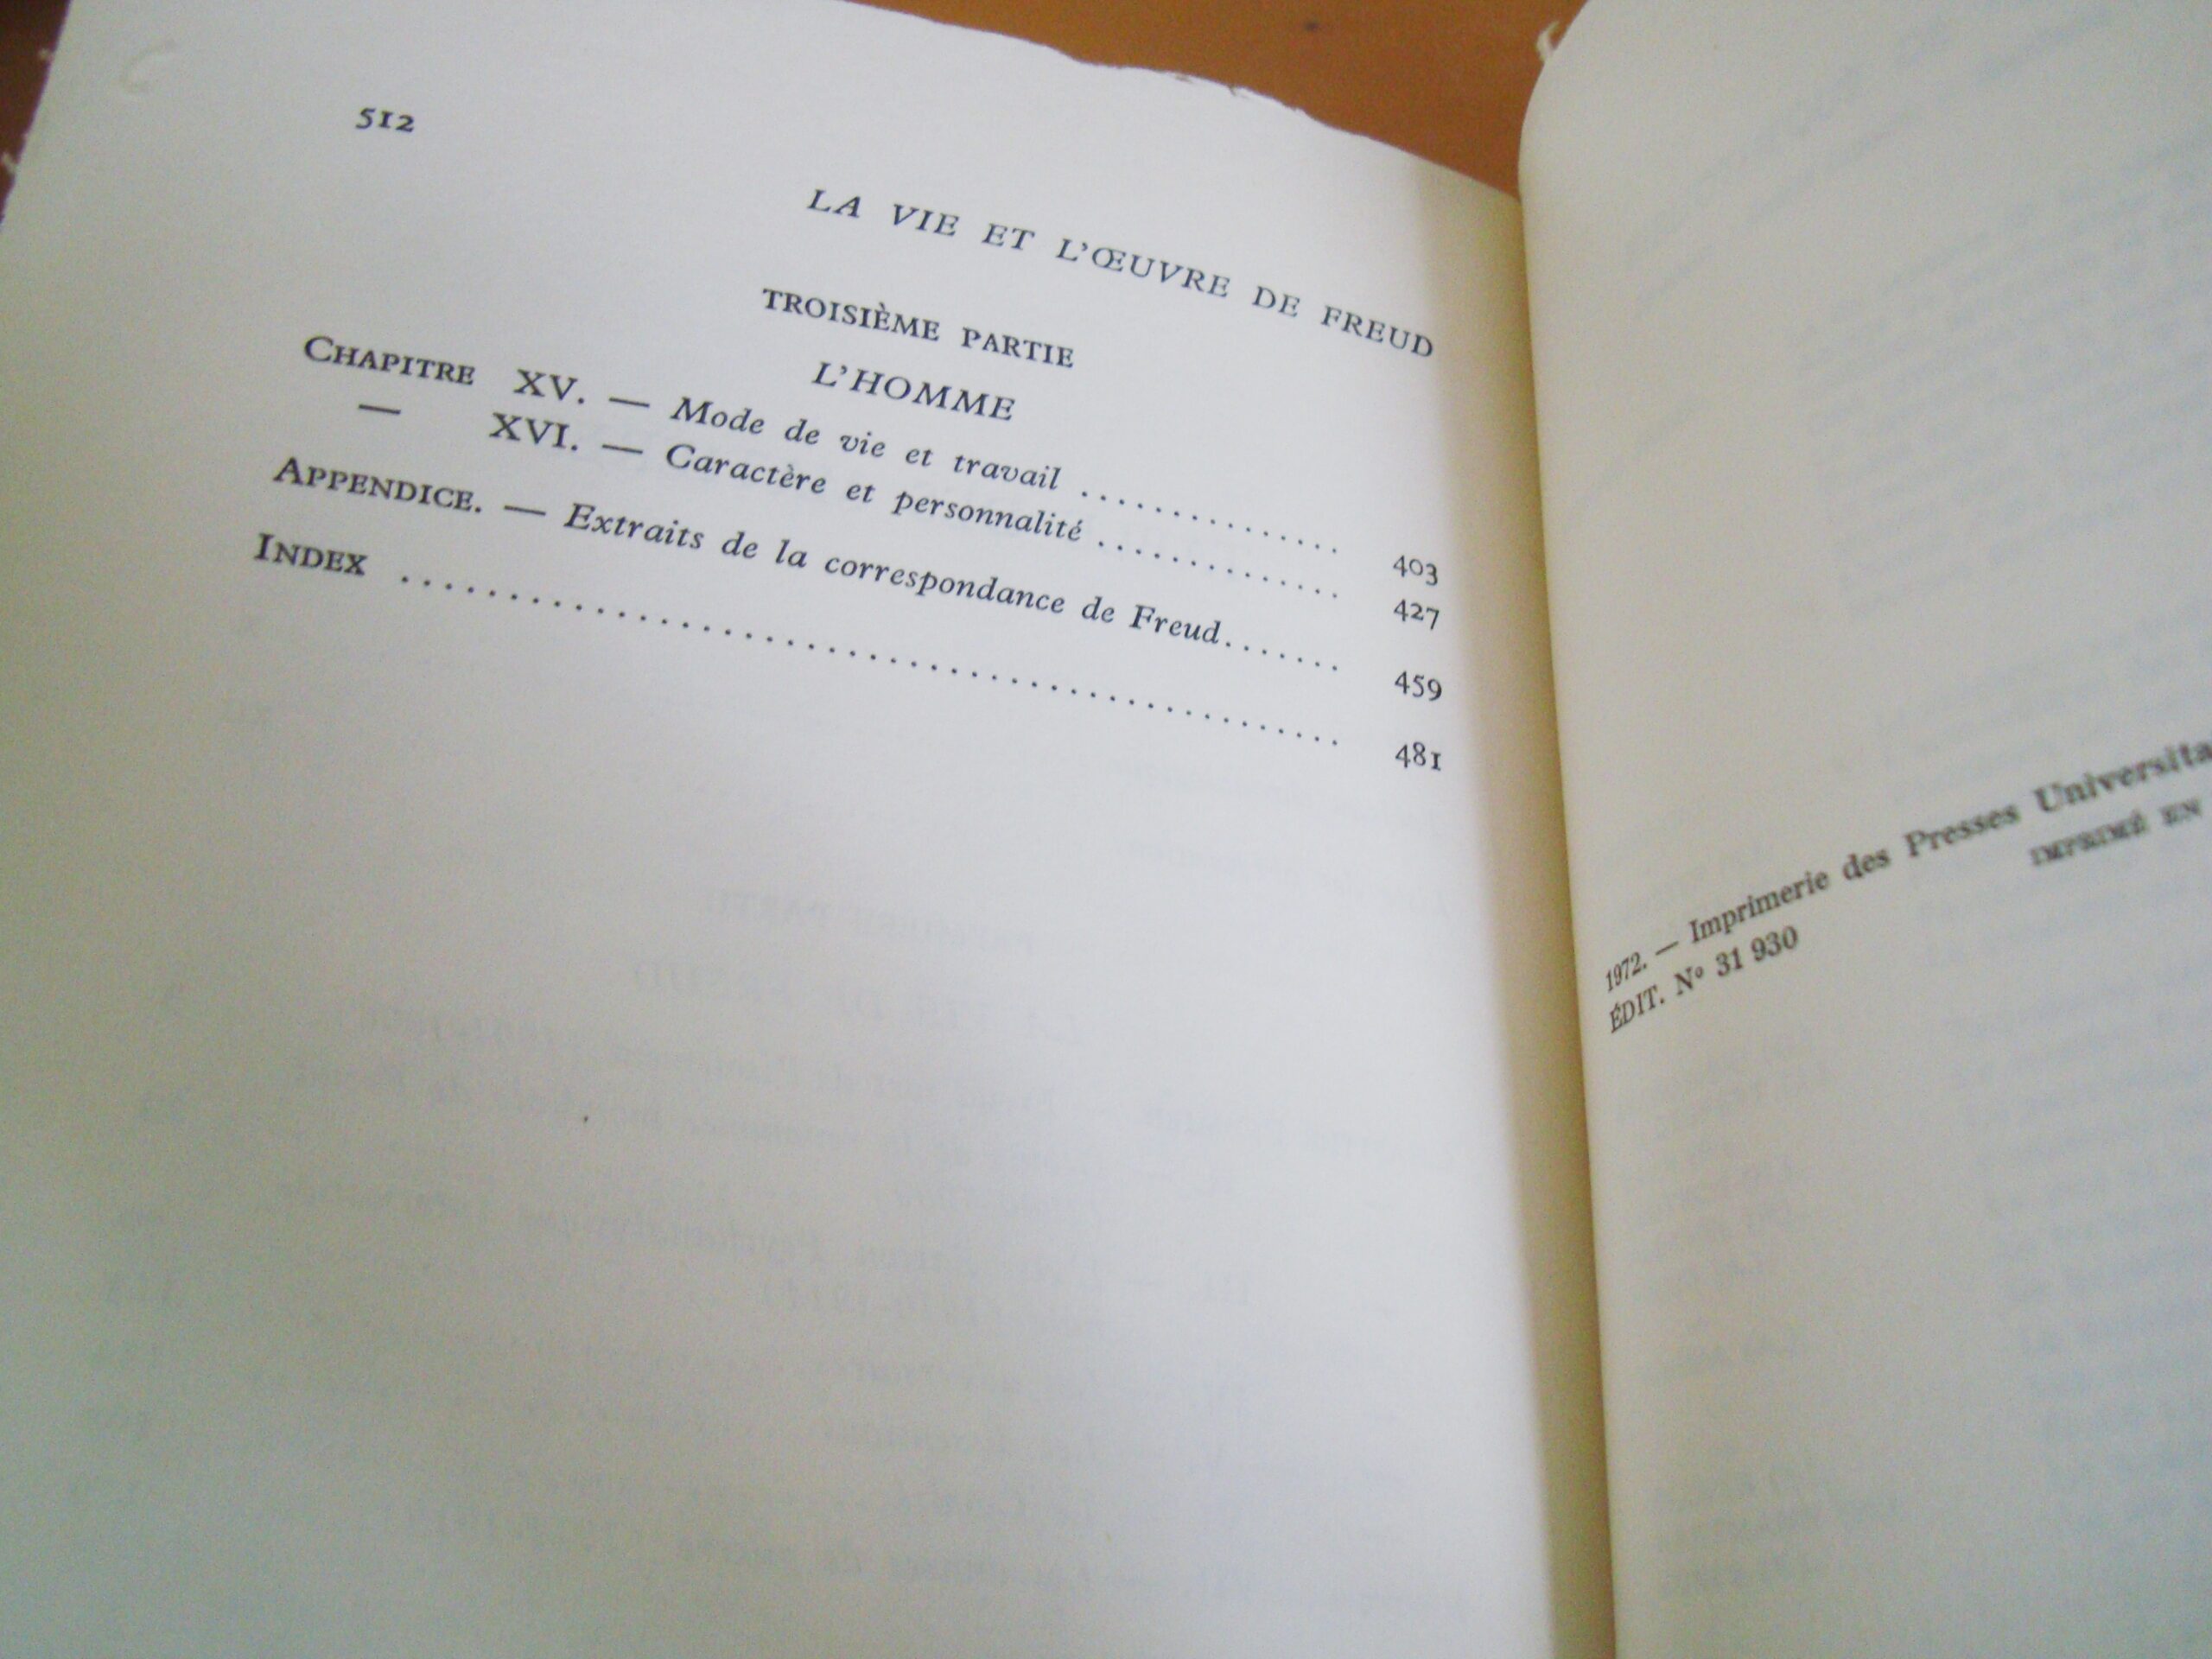 512
LA VIE ET L'ŒUVRE DE FREUD
TROISIÈME PARTIE
L'HOMME
CHAPITRE XV. — Mode de vie et travail .............. 403
— XVI. — Caractère et personnalité .............. 427
APPENDICE. — Extraits de la correspondance de Freud....... 459
INDEX .................................................... 481
1972. — Imprimerie des Presses
ÉDIT. N° 31 930
IMPRIMÉ EN